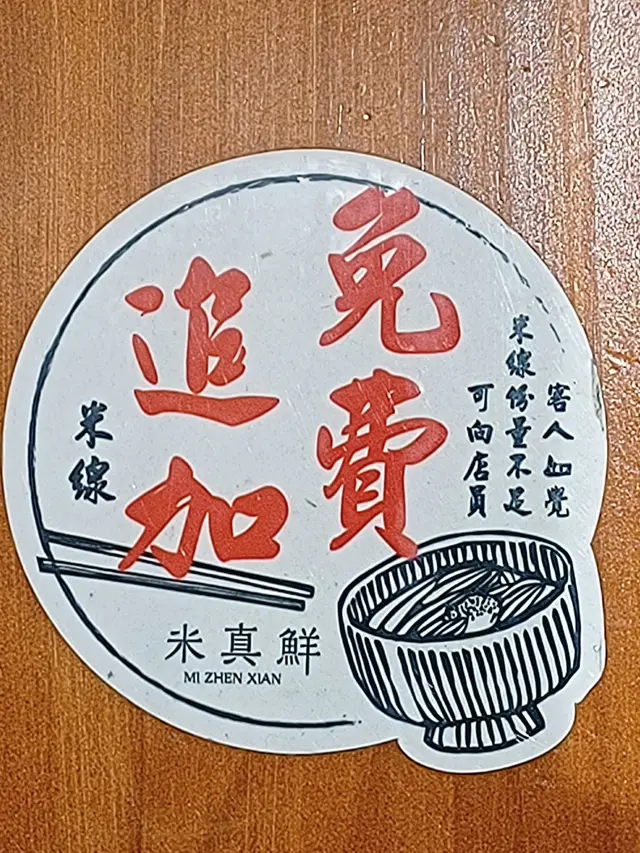 客人如覺
米線份量不足
可向店員
免費
追加
米線
米真鮮
MI ZHEN XIAN